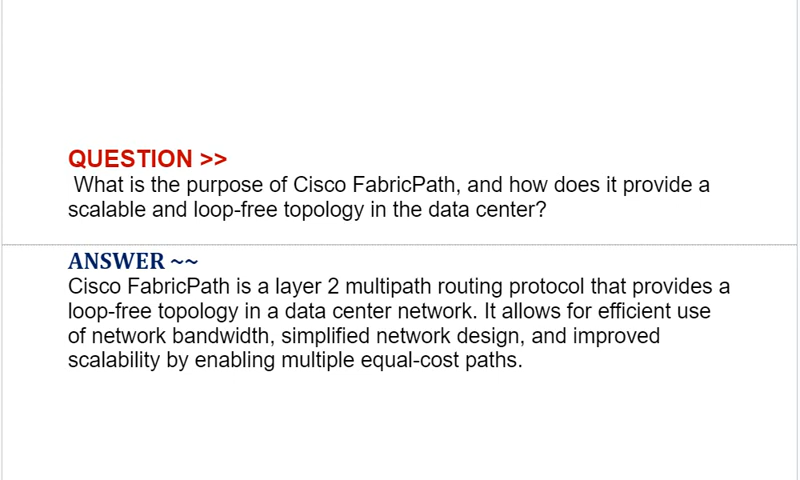 QUESTION >>
What is the purpose of Cisco FabricPath, and how does it provide a
scalable and loop-free topology in the data center?
ANSWER ~~
Cisco FabricPath is a layer 2 multipath routing protocol that provides a
loop-free topology in a data center network. It allows for efficient use
of network bandwidth, simplified network design, and improved
scalability by enabling multiple equal-cost paths.